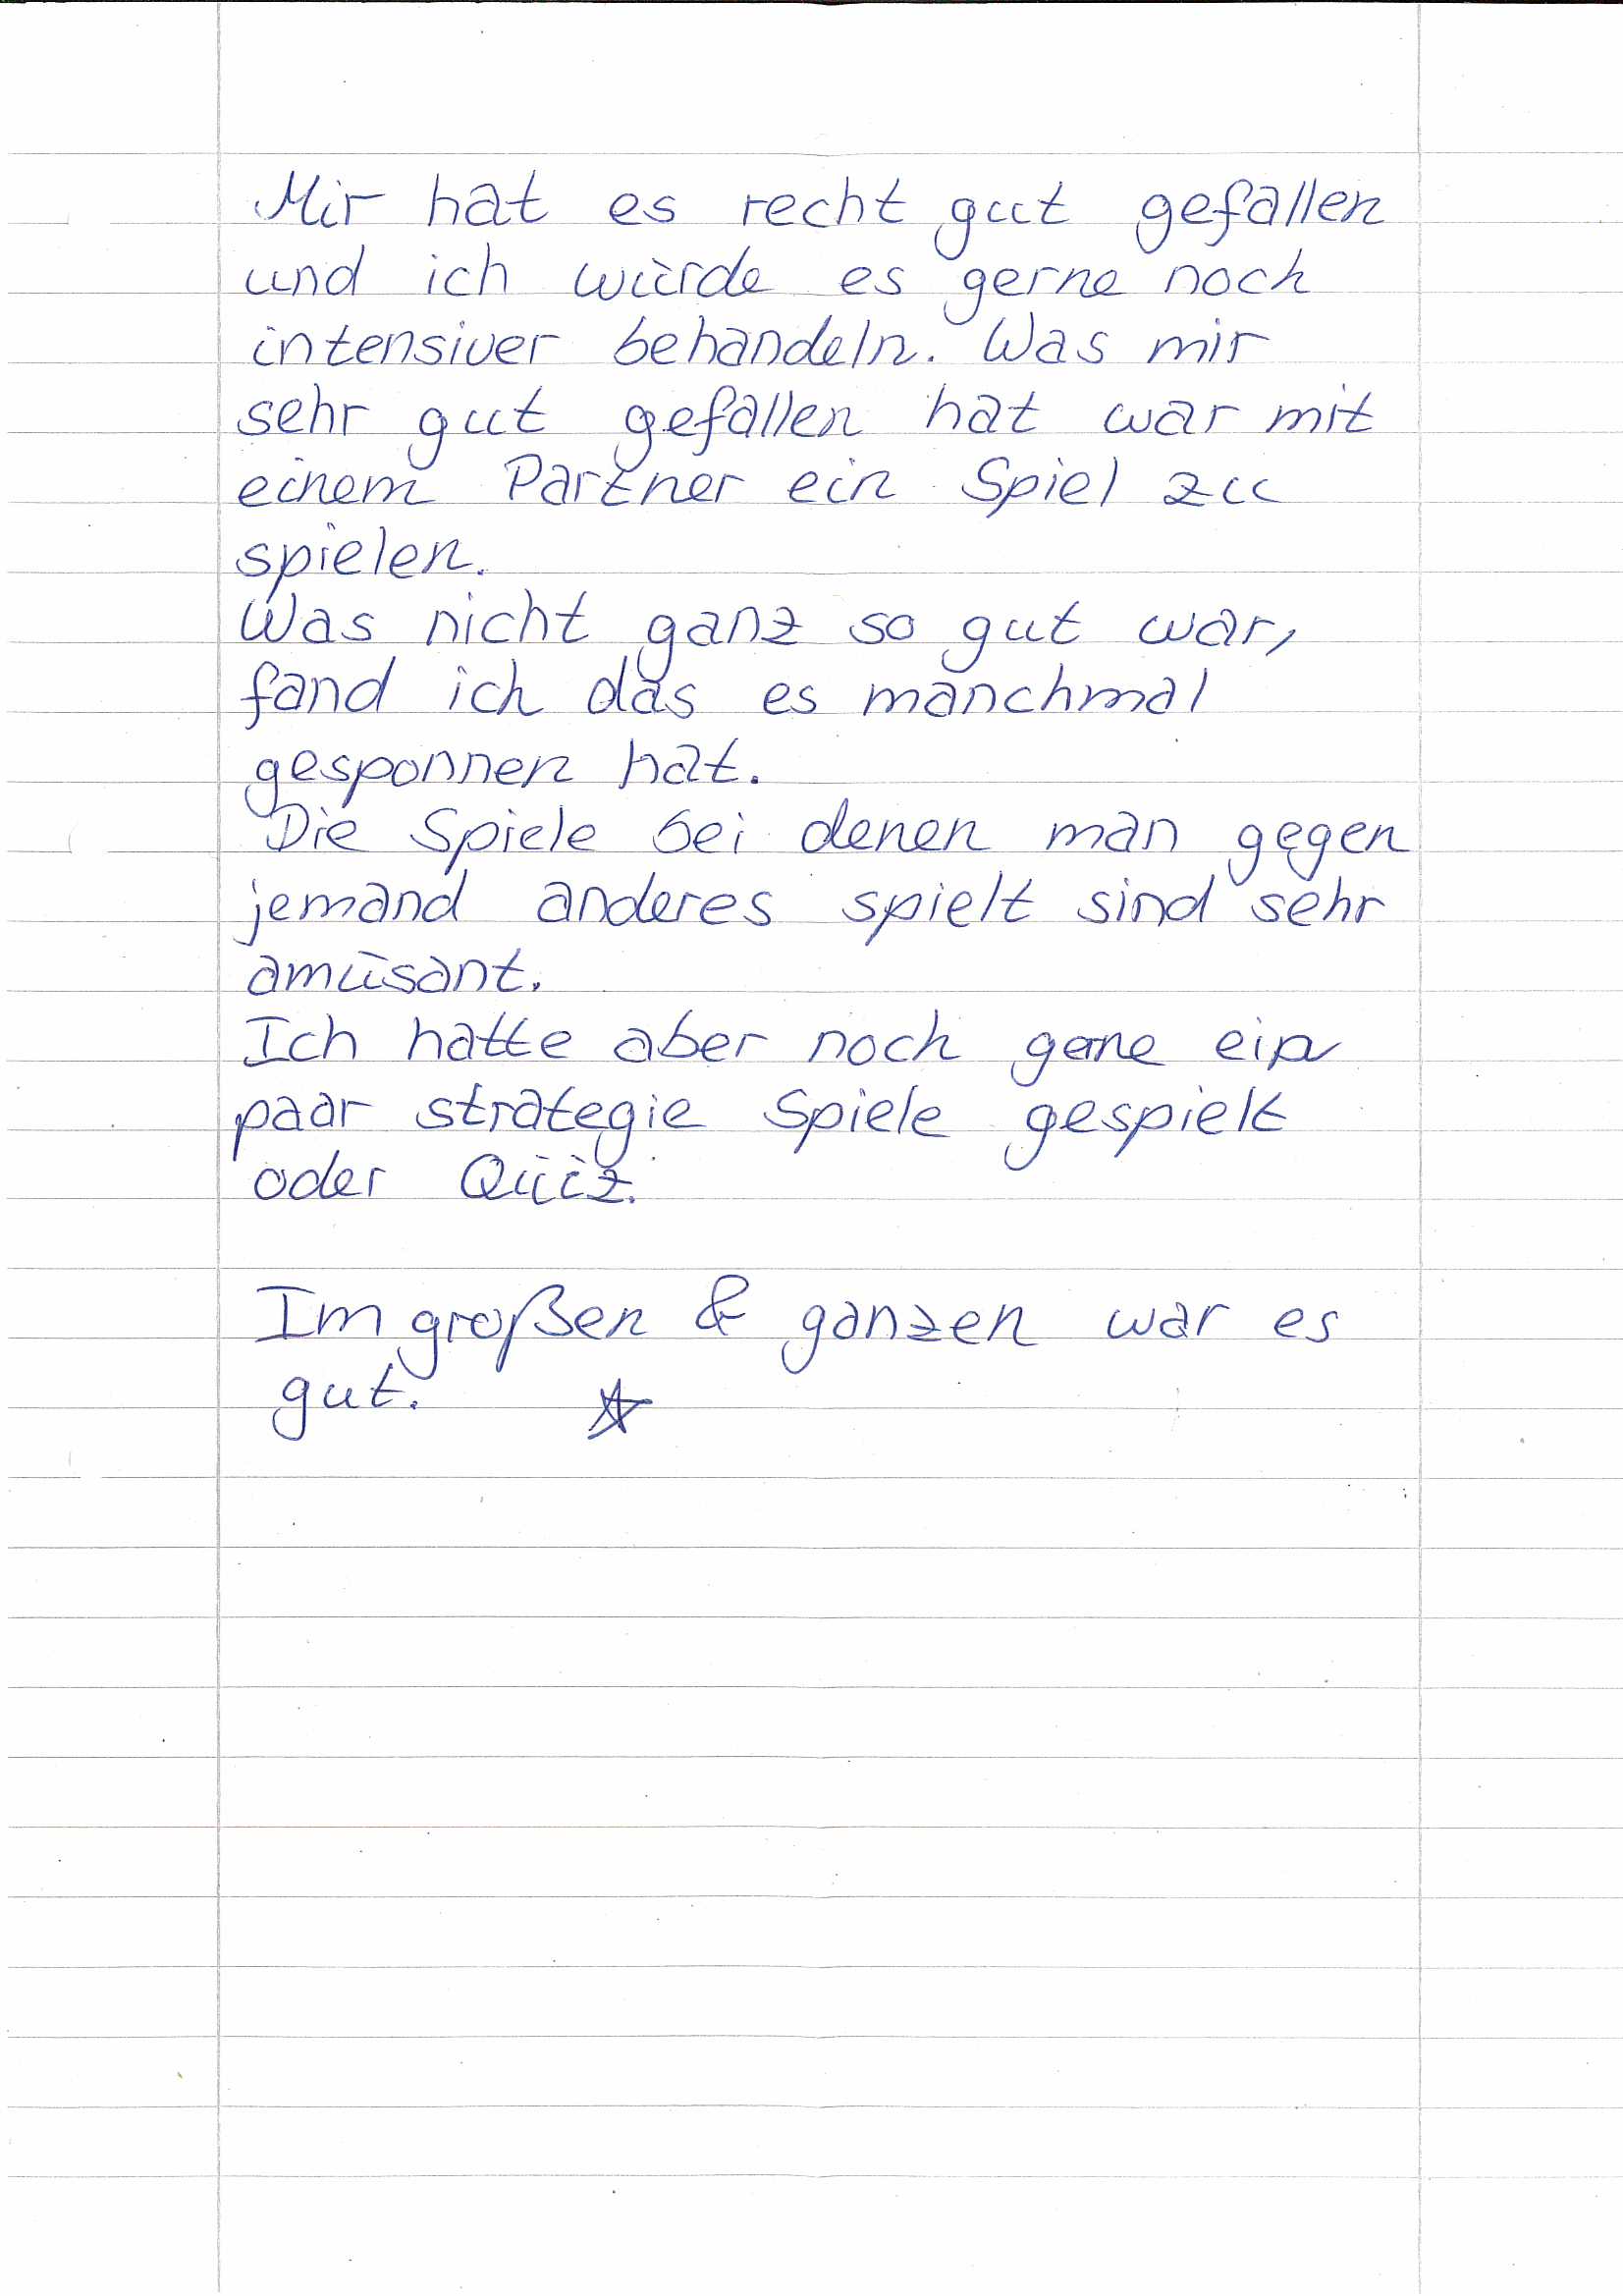 Mir hat es recht gut gefallen
und ich würde es gerne noch
intensiver behandeln. Was mir
sehr gut gefallen hat war mit
einem Partner ein Spiel zu
spielen.
Was nicht ganz so gut war,
fand ich das es manchmal
gesponnen hat.
Die Spiele bei denen man gegen
jemand anderes spielt sind sehr
amüsant.
Ich hatte aber noch gerne ein
paar strategie Spiele gespielt
oder Quiz.
Im großen & ganzen war es
gut.